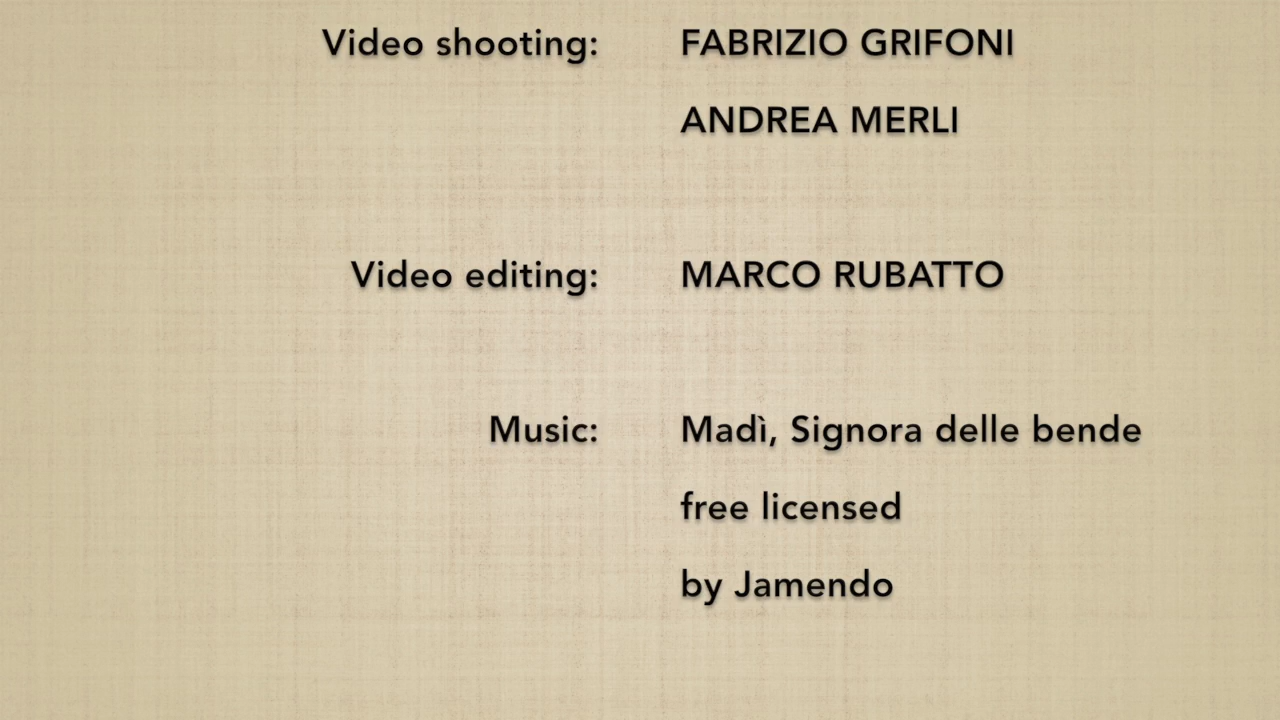 Video shooting: FABRIZIO GRIFONI
ANDREA MERLI
Video editing: MARCO RUBATTO
Music: Madì, Signora delle bende
free licensed
by Jamendo